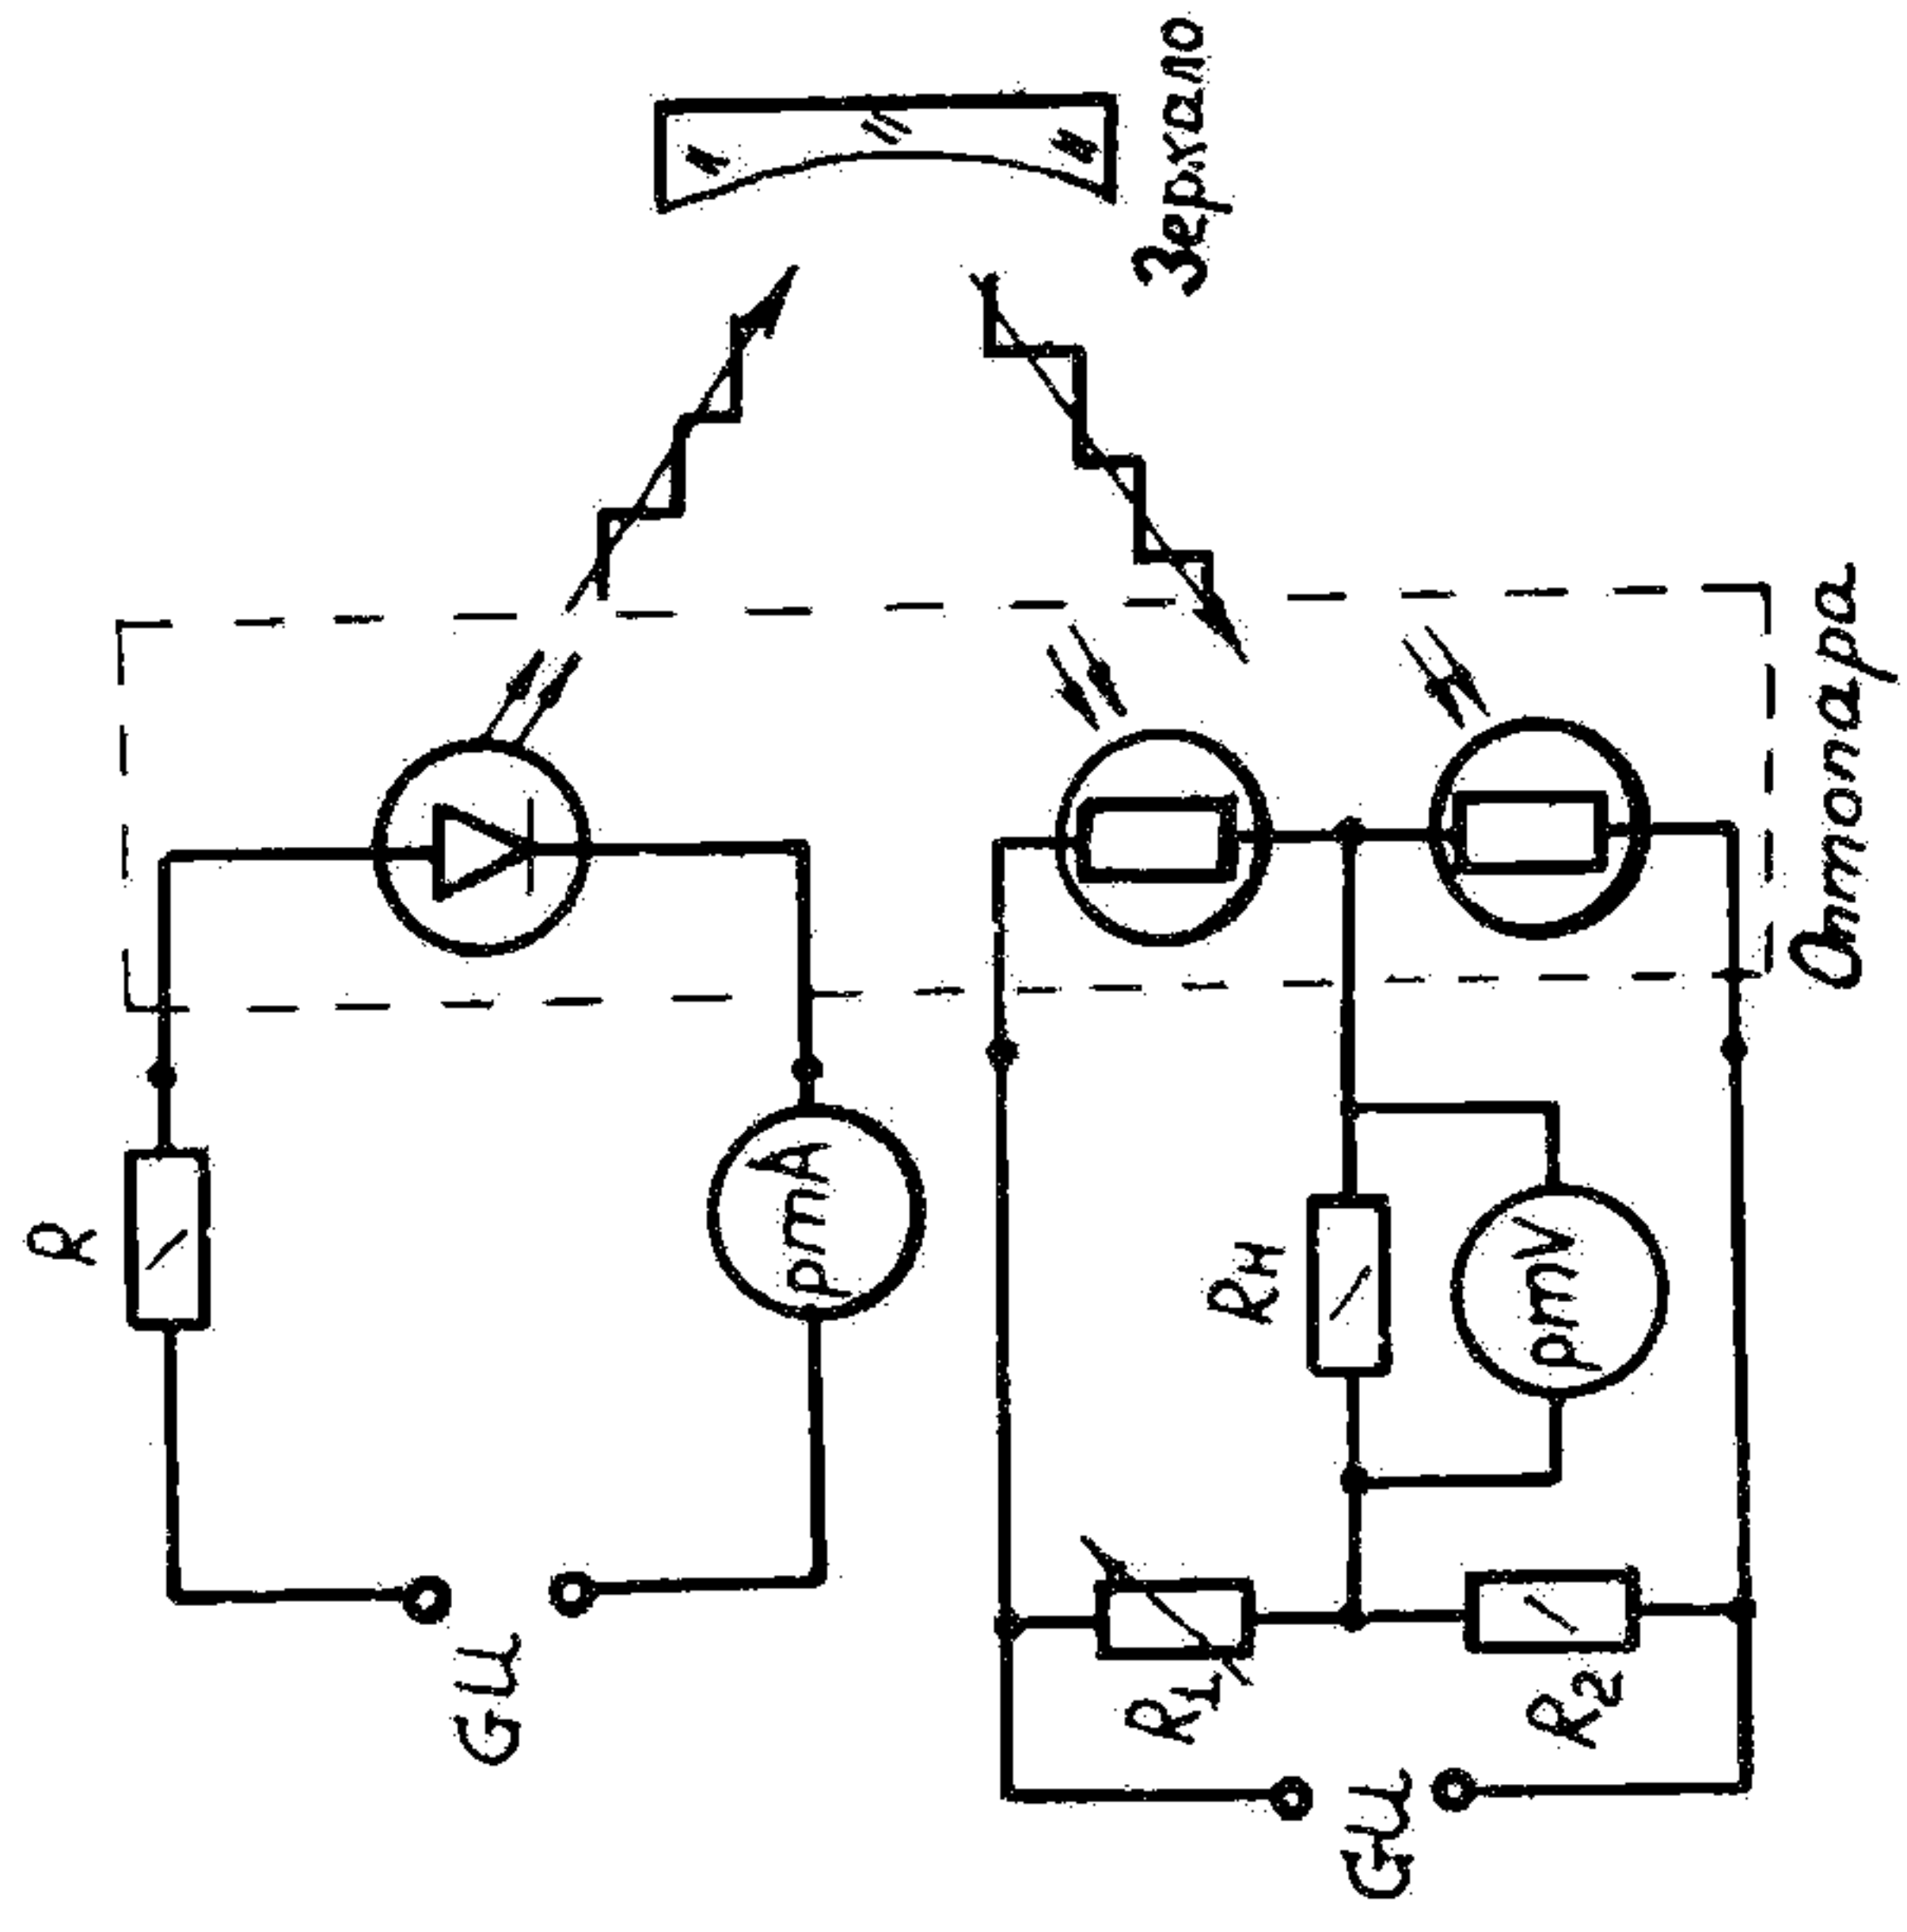 R
GU
pmA
Зеркало
Оптопара
Rн
pmV
R1
R2
GU